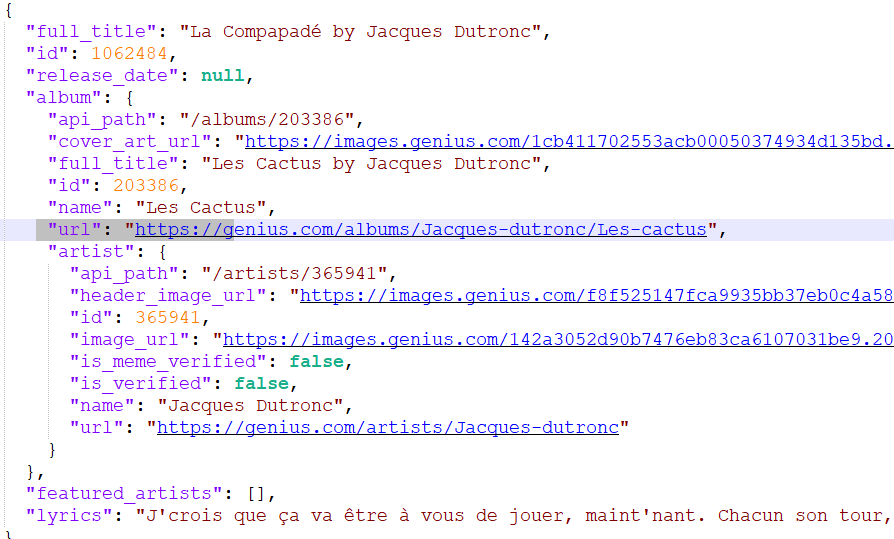 {
"full_title": "La Compapadé by Jacques Dutronc",
"id": 1062484,
"release_date": null,
"album": {
"api_path": "/albums/203386",
"cover_art_url": "https://images.genius.com/1cb411702553acb00050374934d135bd.
"full_title": "Les Cactus by Jacques Dutronc",
"id": 203386,
"name": "Les Cactus",
"url": "https://genius.com/albums/Jacques-dutronc/Les-cactus",
"artist": {
"api_path": "/artists/365941",
"header_image_url": "https://images.genius.com/f8f525147fca9935bb37eb0c4a58
"id": 365941,
"image_url": "https://images.genius.com/142a3052d90b7476eb83ca6107031be9.20
"is_meme_verified": false,
"is_verified": false,
"name": "Jacques Dutronc",
"url": "https://genius.com/artists/Jacques-dutronc"
}
},
"featured_artists": [],
"lyrics": "J'crois que ça va être à vous de jouer, maint'nant. Chacun son tour,
}